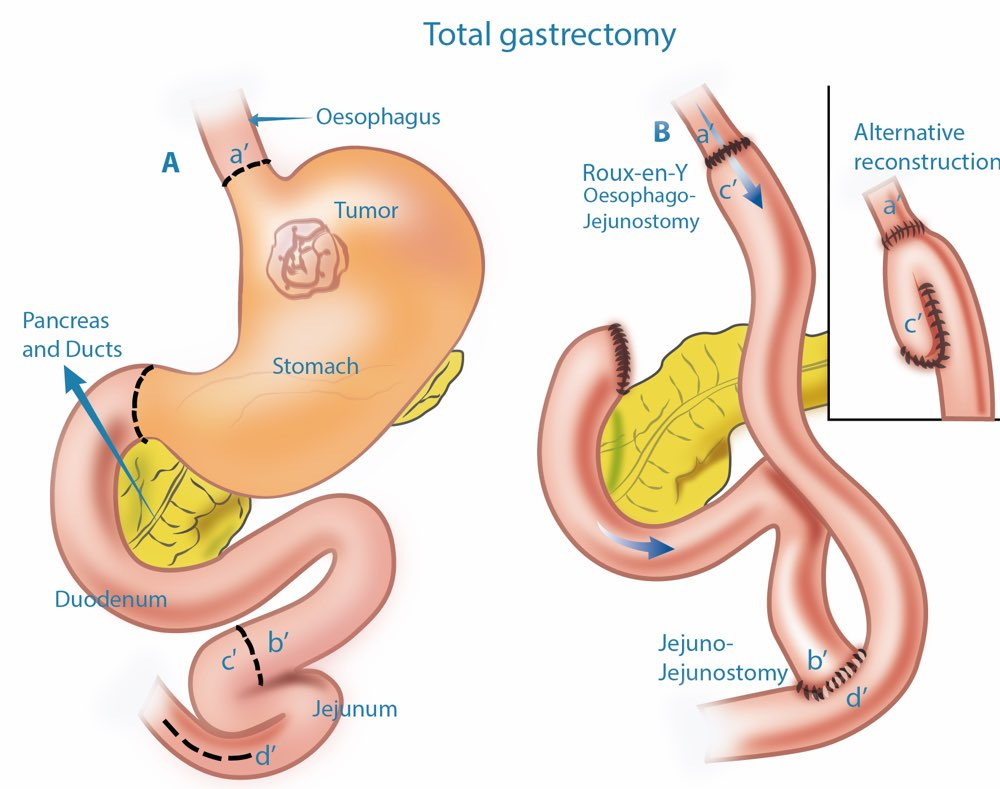 Total gastrectomy
A
a′
Oesophagus
Tumor
Pancreas
and Ducts
Stomach
Duodenum
c′
b′
Jejunum
d′
B
a′
Roux-en-Y
Oesophago-
Jejunostomy
c′
Jejuno-
Jejunostomy
b′
d′
Alternative
reconstruction
a′
c′